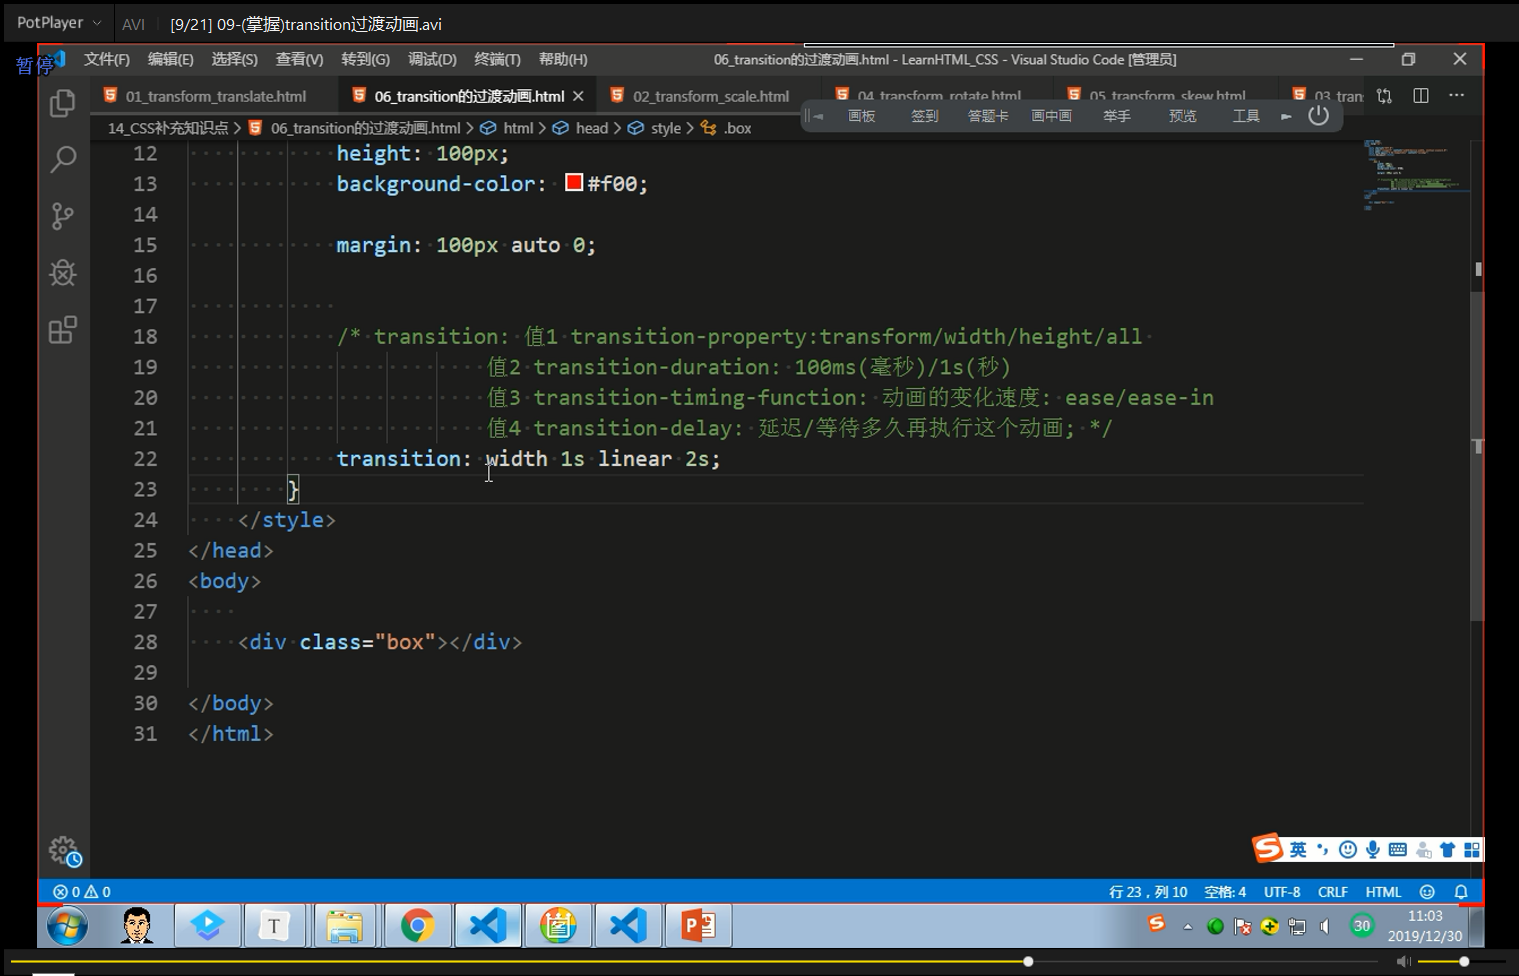 PotPlayer
AVI
[9/21] 09-(掌握)transition过渡动画.avi
暂停
文件(F) 编辑(E) 选择(S) 查看(V) 转到(G) 调试(D) 终端(T) 帮助(H)
06_transition的过渡动画.html - LearnHTML_CSS - Visual Studio Code [管理员]
01_transform_translate.html
06_transition的过渡动画.html
02_transform_scale.html
04_transform_rotate.html
05_transform_skew.html
03_tran
画板 签到 答题卡 画中画 举手 预览 工具
14_CSS补充知识点 > 06_transition的过渡动画.html > html > head > style > .box
12 height: 100px;
13 background-color: #f00;
14
15 margin: 100px auto 0;
16
17
18 /* transition: 值1 transition-property:transform/width/height/all
19 值2 transition-duration: 100ms(毫秒)/1s(秒)
20 值3 transition-timing-function: 动画的变化速度: ease/ease-in
21 值4 transition-delay: 延迟/等待多久再执行这个动画; */
22 transition: width 1s linear 2s;
23 }
24 </style>
25 </head>
26 <body>
27
28 <div class="box"></div>
29
30 </body>
31 </html>
英
0 0
行 23，列 10 空格: 4 UTF-8 CRLF HTML
T
30
11:03
2019/12/30